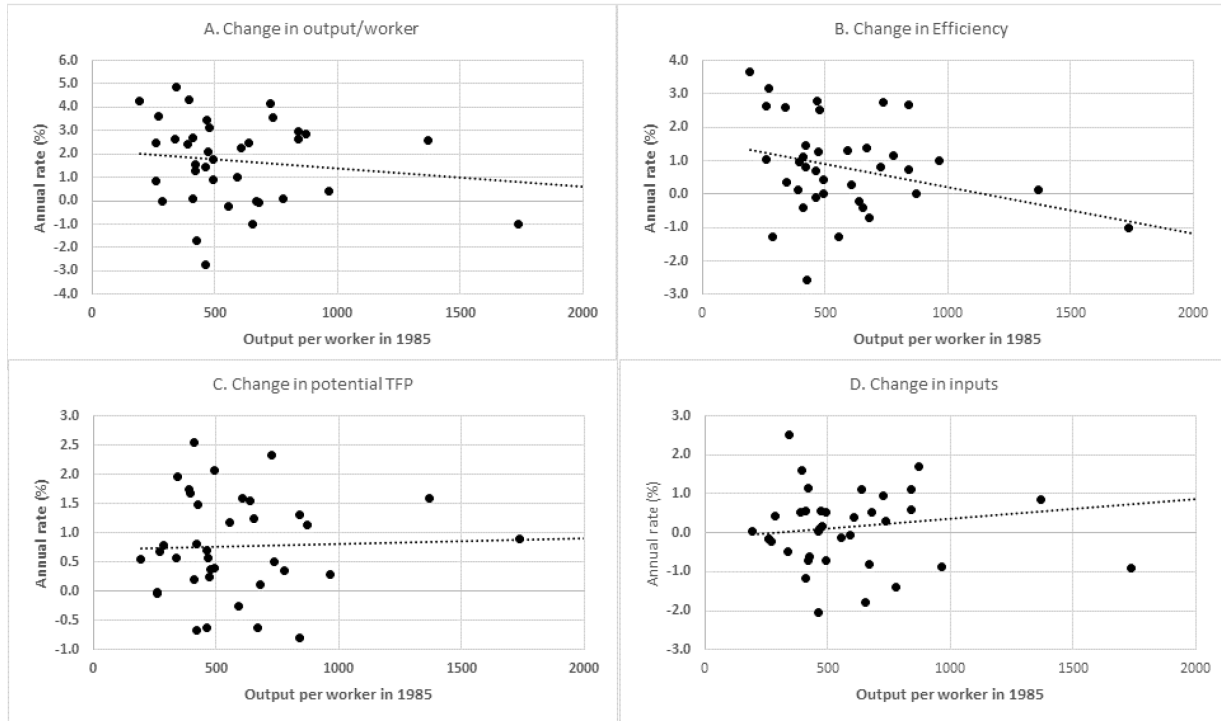 A. Change in output/worker
Annual rate (%)
6.0
5.0
4.0
3.0
2.0
1.0
0.0
-1.0
-2.0
-3.0
-4.0
0 500 1000 1500 2000
Output per worker in 1985
B. Change in Efficiency
Annual rate (%)
4.0
3.0
2.0
1.0
0.0
-1.0
-2.0
-3.0
0 500 1000 1500 2000
Output per worker in 1985
C. Change in potential TFP
Annual rate (%)
3.0
2.5
2.0
1.5
1.0
0.5
0.0
-0.5
-1.0
0 500 1000 1500 2000
Output per worker in 1985
D. Change in inputs
Annual rate (%)
3.0
2.0
1.0
0.0
-1.0
-2.0
-3.0
0 500 1000 1500 2000
Output per worker in 1985